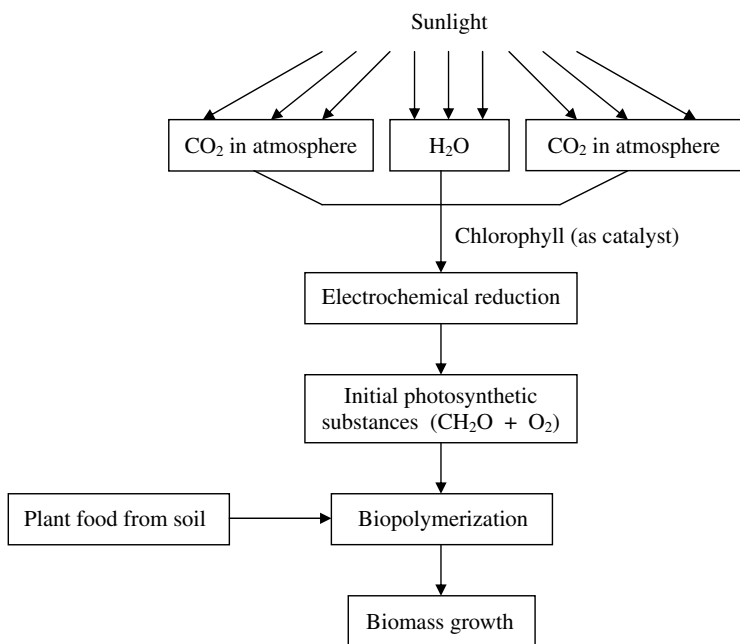 Sunlight
CO₂ in atmosphere
H₂O
CO₂ in atmosphere
Chlorophyll (as catalyst)
Electrochemical reduction
Initial photosynthetic
substances (CH₂O + O₂)
Plant food from soil
Biopolymerization
Biomass growth